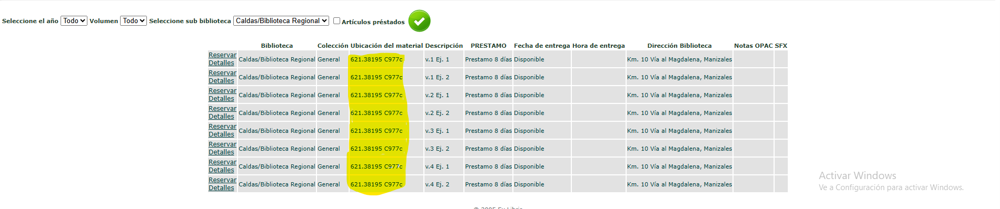 Seleccione el año Todo Volumen Todo Seleccione sub biblioteca Caldas/Biblioteca Regional Artículos préstados
Biblioteca Colección Ubicación del material Descripción PRESTAMO Fecha de entrega Hora de entrega Dirección Biblioteca Notas OPAC SFX
Reservar
Detalles Caldas/Biblioteca Regional General 621.38195 C977c v.1 Ej. 1 Prestamo 8 días Disponible Km. 10 Vía al Magdalena, Manizales
Reservar
Detalles Caldas/Biblioteca Regional General 621.38195 C977c v.1 Ej. 2 Prestamo 8 días Disponible Km. 10 Vía al Magdalena, Manizales
Reservar
Detalles Caldas/Biblioteca Regional General 621.38195 C977c v.2 Ej. 1 Prestamo 8 días Disponible Km. 10 Vía al Magdalena, Manizales
Reservar
Detalles Caldas/Biblioteca Regional General 621.38195 C977c v.2 Ej. 2 Prestamo 8 días Disponible Km. 10 Vía al Magdalena, Manizales
Reservar
Detalles Caldas/Biblioteca Regional General 621.38195 C977c v.3 Ej. 1 Prestamo 8 días Disponible Km. 10 Vía al Magdalena, Manizales
Reservar
Detalles Caldas/Biblioteca Regional General 621.38195 C977c v.3 Ej. 2 Prestamo 8 días Disponible Km. 10 Vía al Magdalena, Manizales
Reservar
Detalles Caldas/Biblioteca Regional General 621.38195 C977c v.4 Ej. 1 Prestamo 8 días Disponible Km. 10 Vía al Magdalena, Manizales
Reservar
Detalles Caldas/Biblioteca Regional General 621.38195 C977c v.4 Ej. 2 Prestamo 8 días Disponible Km. 10 Vía al Magdalena, Manizales
Activar Windows
Ve a Configuración para activar Windows.
© 2005 Ex Libris